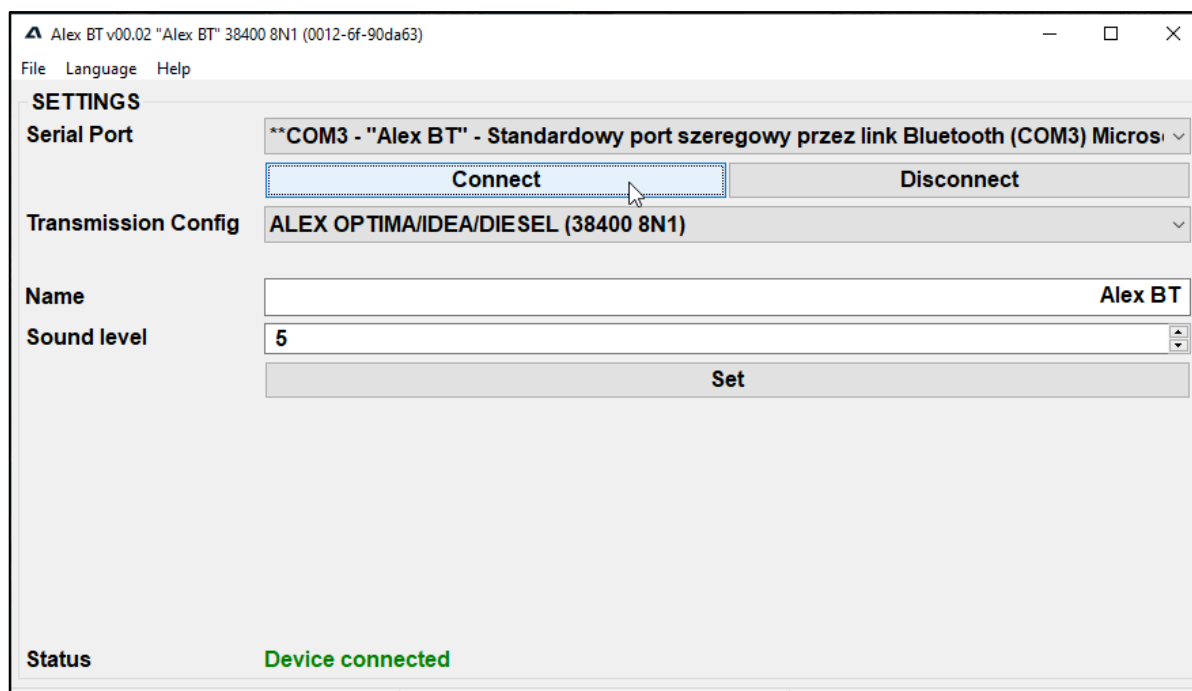 Alex BT v00.02 "Alex BT" 38400 8N1 (0012-6f-90da63)
File Language Help
SETTINGS
Serial Port **COM3 - "Alex BT" - Standardowy port szeregowy przez link Bluetooth (COM3)
Connect Disconnect
Transmission Config ALEX OPTIMA/IDEA/DIESEL (38400 8N1)
Name Alex BT
Sound level 5
Set
Status Device connected